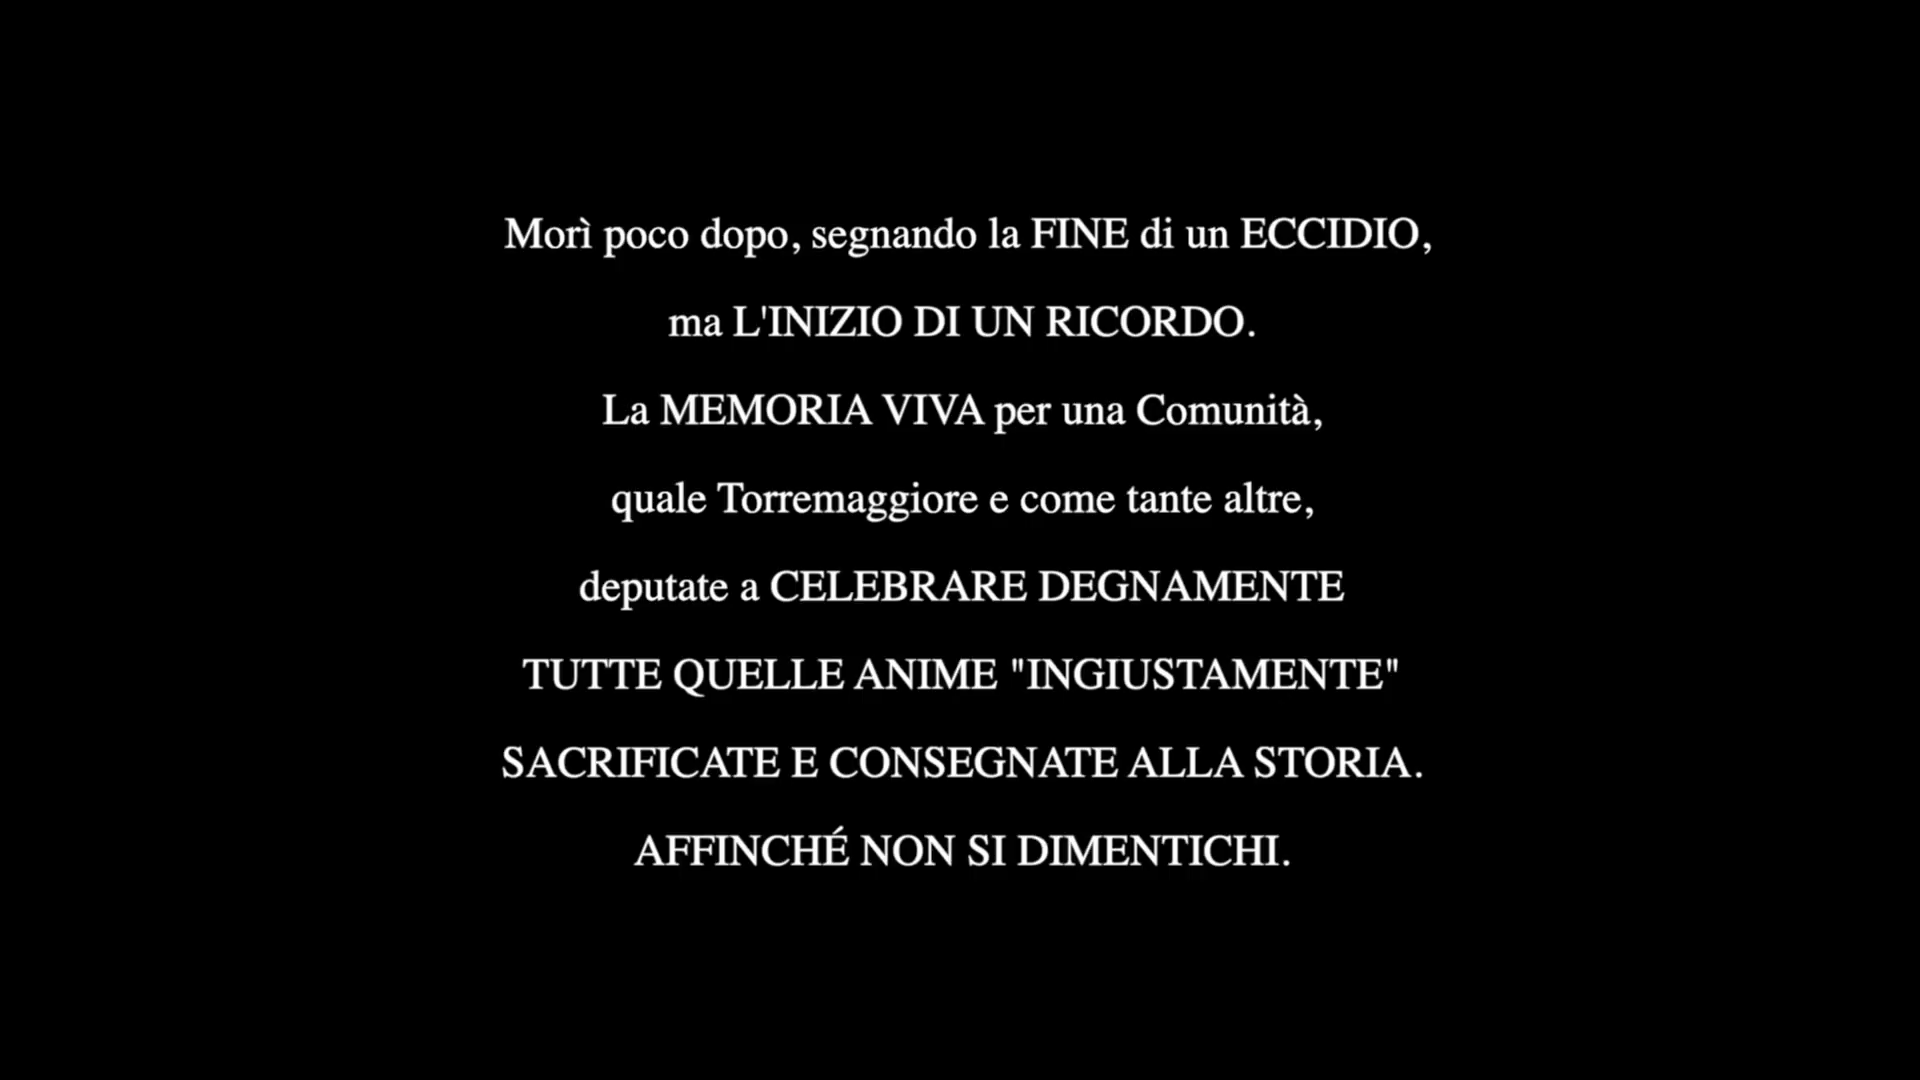 Morì poco dopo, segnando la FINE di un ECCIDIO,
ma L'INIZIO DI UN RICORDO.
La MEMORIA VIVA per una Comunità,
quale Torremaggiore e come tante altre,
deputate a CELEBRARE DEGNAMENTE
TUTTE QUELLE ANIME "INGIUSTAMENTE"
SACRIFICATE E CONSEGNATE ALLA STORIA.
AFFINCHÉ NON SI DIMENTICHI.